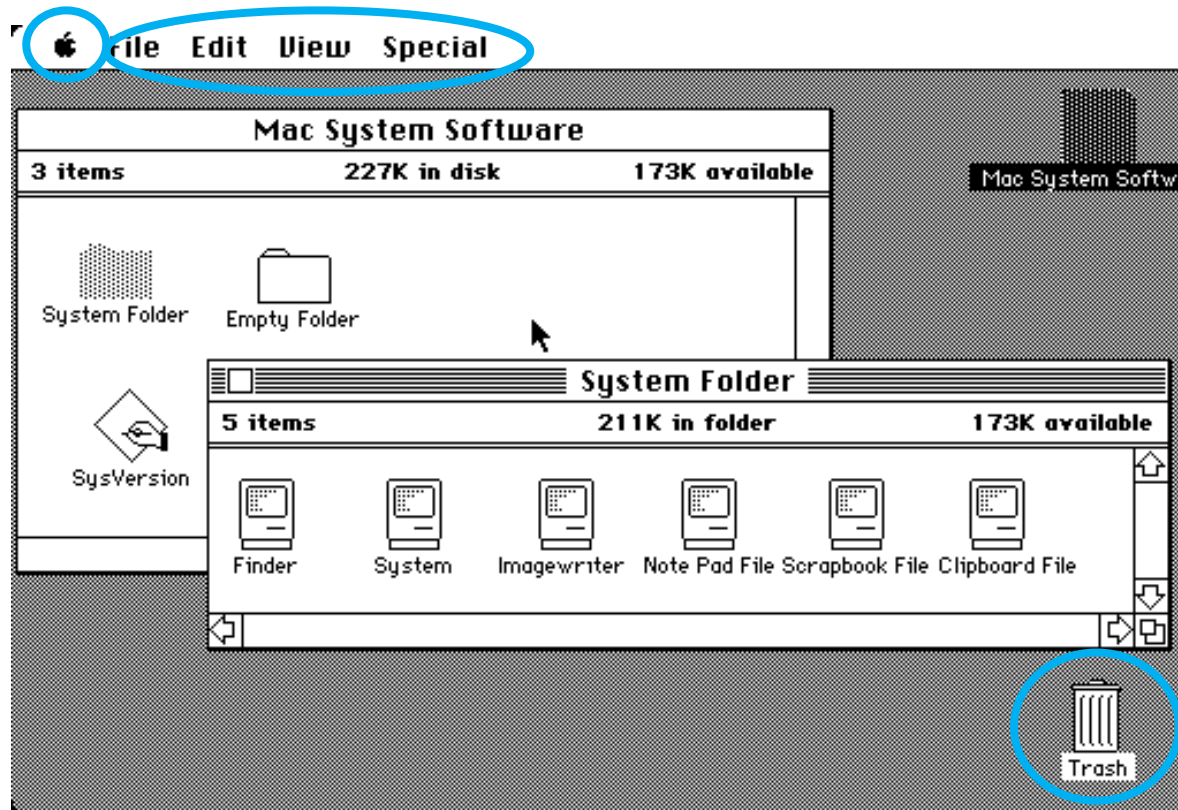 File Edit View Special
Mac System Software
3 items 227K in disk 173K available
Mac System Softw
System Folder Empty Folder
SysVersion
System Folder
5 items 211K in folder 173K available
Finder System Imagewriter Note Pad File Scrapbook File Clipboard File
Trash